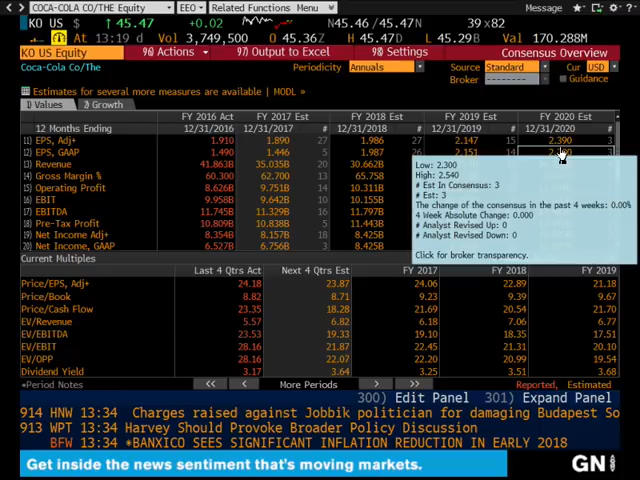 COCA-COLA CO/THE Equity EEO Related Functions Menu Message
KO US $ ↑ 45.47 +0.02 N45.46/45.47N 39x82
At 13:19 d Vol 3,749,500 O 45.36Z H 45.47D L 45.29B Val 170.288M
KO US Equity 96) Actions 97) Output to Excel 98) Settings Consensus Overview
Coca-Cola Co/The Periodicity Annuals Source Standard Cur USD
Broker -------- Guidance
Estimates for several more measures are available | MODL »
1) Values 2) Growth
FY 2016 Act FY 2017 Est FY 2018 Est FY 2019 Est FY 2020 Est
12 Months Ending 12/31/2016 12/31/2017 # 12/31/2018 # 12/31/2019 # 12/31/2020 #
11) EPS, Adj+ 1.910 1.890 27 1.986 27 2.147 15 2.390 3
12) EPS, GAAP 1.490 1.446 5 1.987 26 2.151 14 3
13) Revenue 41.863B 35.035B 20 30.662B
14) Gross Margin % 60.300 62.700 13 65.758
15) Operating Profit 8.626B 9.751B 14 10.291B
16) EBIT 9.642B 9.962B 16 10.155B
17) EBITDA 11.745B 11.329B 16 11.797B
18) Pre-Tax Profit 10.809B 10.915B 13 11.443B
19) Net Income, Adj+ 8.354B 8.157B 18 8.243B
20) Net Income, GAAP 6.527B 6.756B 3 8.425B
Low: 2.300
High: 2.540
# Est In Consensus: 3
# Est: 3
The change of the consensus in the past 4 weeks: 0.00%
4 Week Absolute Change: 0.000
# Analyst Revised Up: 0
# Analyst Revised Down: 0
Click for broker transparency.
Current Multiples
Last 4 Qtrs Act Next 4 Qtrs Est FY 2017 FY 2018 FY 2019
Price/EPS, Adj+ 24.18 23.87 24.06 22.89 21.18
Price/Book 8.82 8.71 9.23 9.39 9.67
Price/Cash Flow 23.35 18.28 21.69 20.54 21.70
EV/Revenue 5.57 6.82 6.18 7.06 6.77
EV/EBITDA 23.53 19.33 19.10 18.35 17.51
EV/EBIT 28.16 21.87 22.45 21.31 20.10
EV/OPP 28.16 22.07 22.20 20.99 19.54
Dividend Yield 3.17 3.64 3.25 3.51 3.68
*Period Notes << < More Periods > >> Reported, Estimated
300) Edit Panel 301) Expand Panel
914 HNW 13:34 Charges raised against Jobbik politician for damaging Budapest So
913 WPT 13:34 Harvey Should Provoke Broader Policy Discussion
BFW 13:34 *BANXICO SEES SIGNIFICANT INFLATION REDUCTION IN EARLY 2018
Get inside the news sentiment that's moving markets. GN